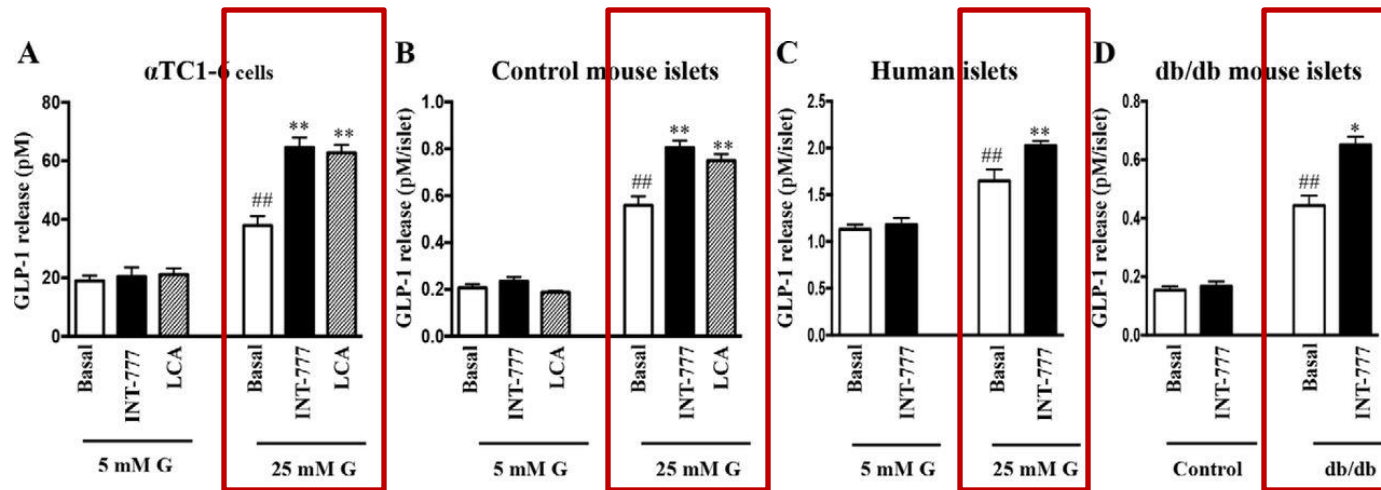 A
αTC1-6 cells
GLP-1 release (pM)
80
60
40
20
0
##
**
**
Basal
INT-777
LCA
Basal
INT-777
LCA
5 mM G
25 mM G
B
Control mouse islets
GLP-1 release (pM/islet)
1.0
0.8
0.6
0.4
0.2
0.0
##
**
**
Basal
INT-777
LCA
Basal
INT-777
LCA
5 mM G
25 mM G
C
Human islets
GLP-1 release (pM/islet)
2.5
2.0
1.5
1.0
0.5
0.0
##
**
Basal
INT-777
Basal
INT-777
5 mM G
25 mM G
D
db/db mouse islets
GLP-1 release (pM/islet)
0.8
0.6
0.4
0.2
0.0
##
*
Basal
INT-777
Basal
INT-777
Control
db/db